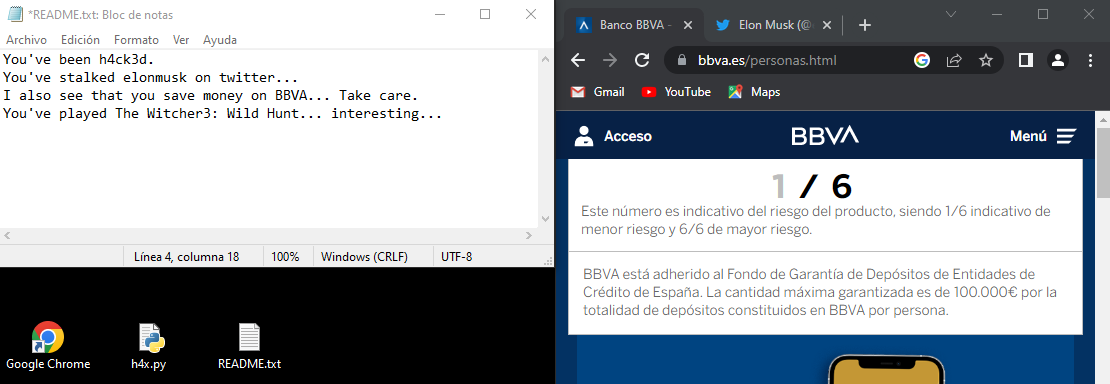 *README.txt: Bloc de notas
Archivo Edición Formato Ver Ayuda
You've been h4ck3d.
You've stalked elonmusk on twitter...
I also see that you save money on BBVA... Take care.
You've played The Witcher3: Wild Hunt... interesting...
Línea 4, columna 18 100% Windows (CRLF) UTF-8
Google Chrome h4x.py README.txt
Banco BBVA - Elon Musk (@
bbva.es/personas.html
Gmail YouTube Maps
Acceso BBVA Menú
1 / 6
Este número es indicativo del riesgo del producto, siendo 1/6 indicativo de
menor riesgo y 6/6 de mayor riesgo.
BBVA está adherido al Fondo de Garantía de Depósitos de Entidades de
Crédito de España. La cantidad máxima garantizada es de 100.000€ por la
totalidad de depósitos constituidos en BBVA por persona.